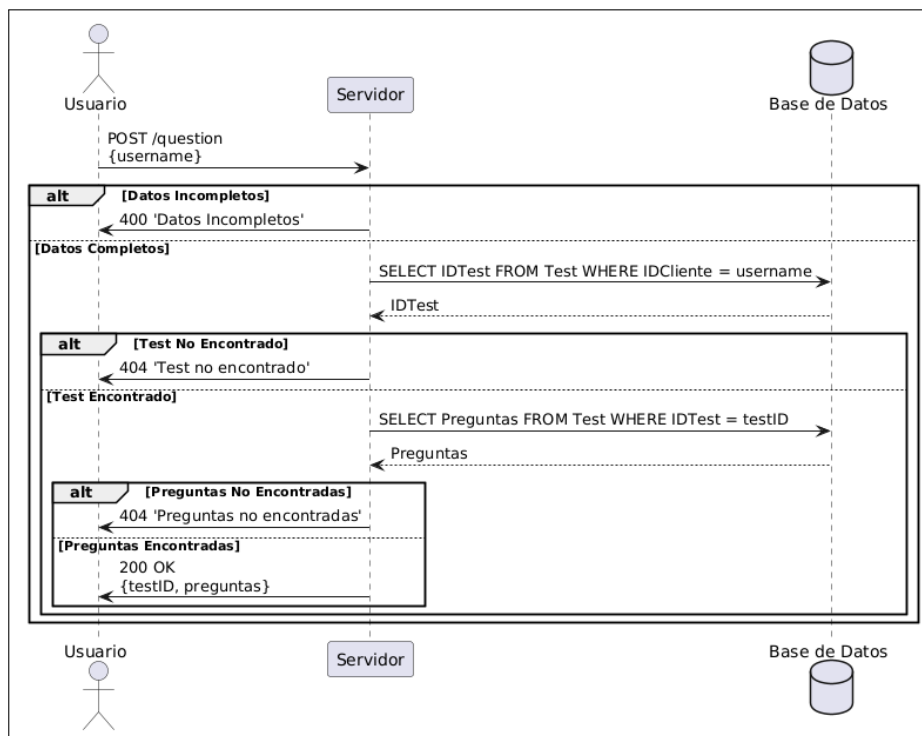 Usuario
Servidor
Base de Datos
POST /question
{username}
alt [Datos Incompletos]
400 'Datos Incompletos'
[Datos Completos]
SELECT IDTest FROM Test WHERE IDCliente = username
IDTest
alt [Test No Encontrado]
404 'Test no encontrado'
[Test Encontrado]
SELECT Preguntas FROM Test WHERE IDTest = testID
Preguntas
alt [Preguntas No Encontradas]
404 'Preguntas no encontradas'
[Preguntas Encontradas]
200 OK
{testID, preguntas}
Usuario
Servidor
Base de Datos